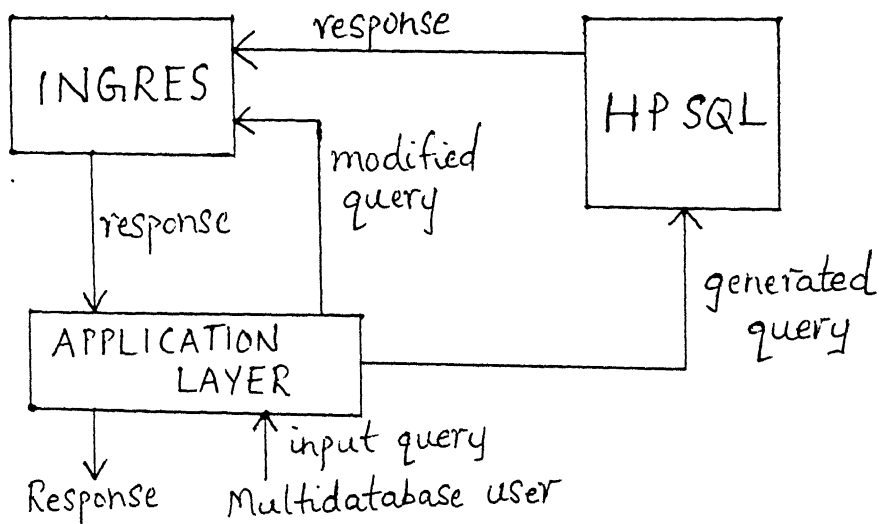 response
INGRES
HP SQL
modified
query
response
generated
query
APPLICATION
LAYER
input query
Response
Multidatabase user